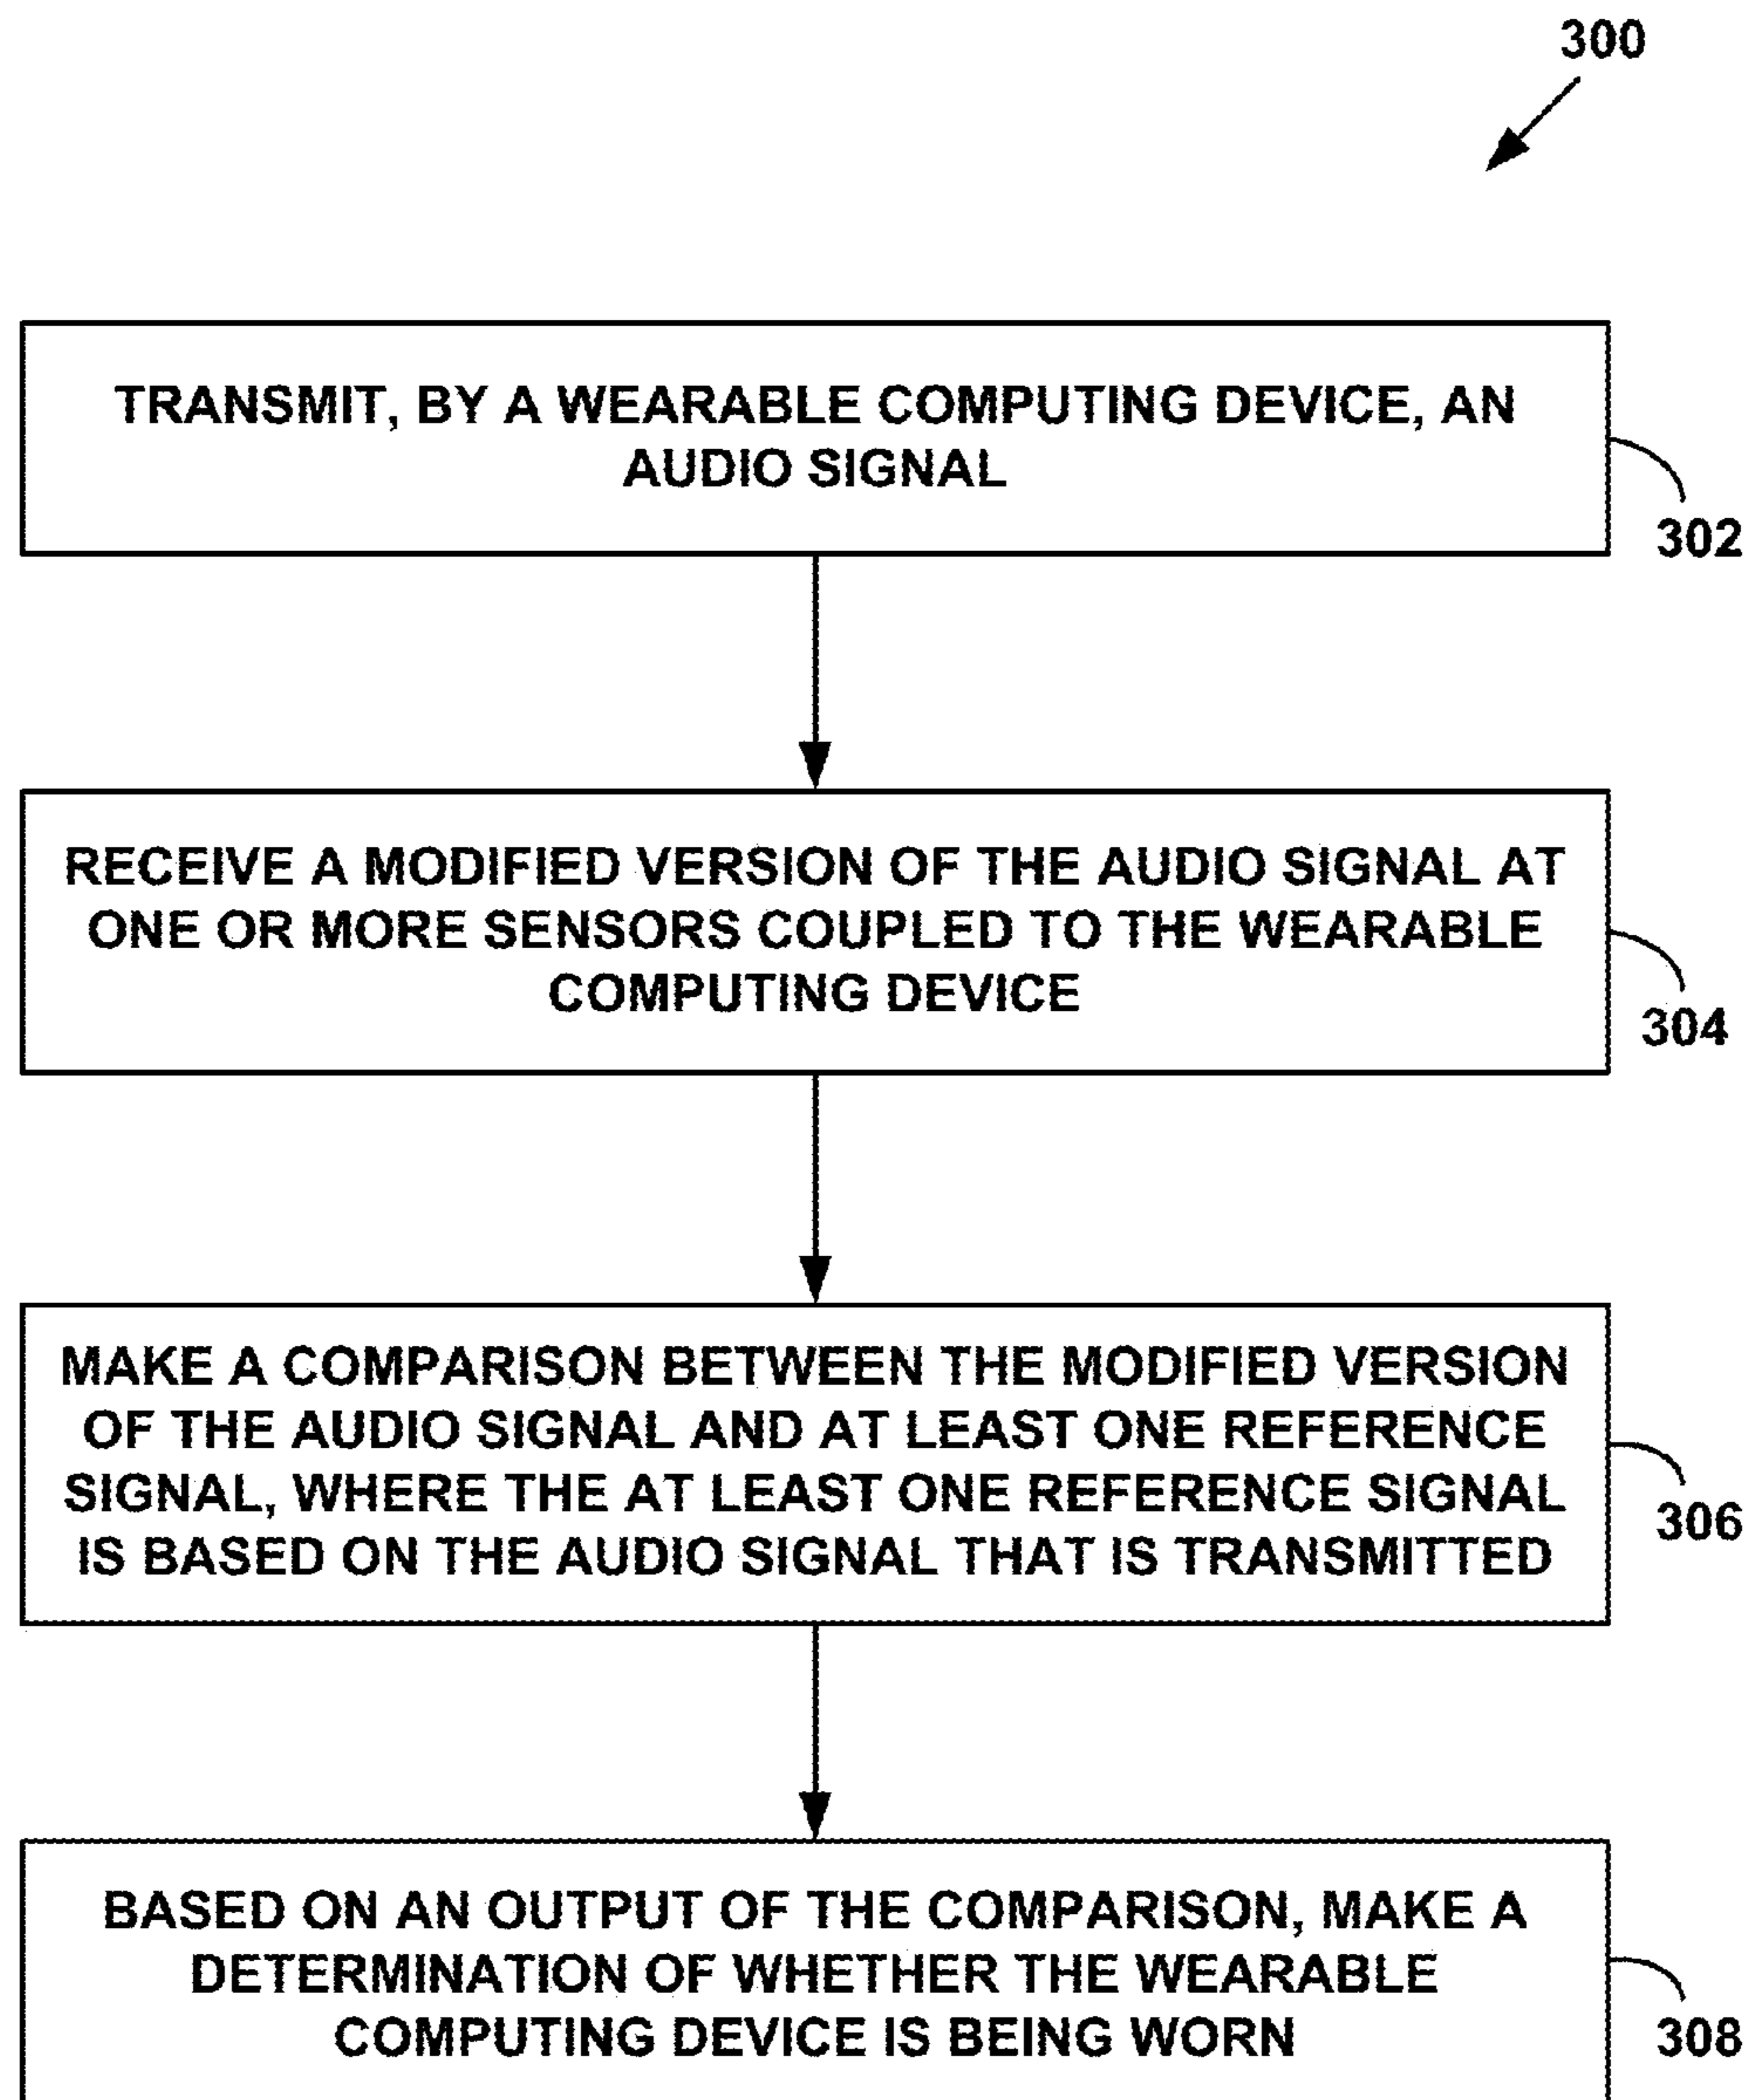 300
TRANSMIT, BY A WEARABLE COMPUTING DEVICE, AN
AUDIO SIGNAL
302
RECEIVE A MODIFIED VERSION OF THE AUDIO SIGNAL AT
ONE OR MORE SENSORS COUPLED TO THE WEARABLE
COMPUTING DEVICE
304
MAKE A COMPARISON BETWEEN THE MODIFIED VERSION
OF THE AUDIO SIGNAL AND AT LEAST ONE REFERENCE
SIGNAL, WHERE THE AT LEAST ONE REFERENCE SIGNAL
IS BASED ON THE AUDIO SIGNAL THAT IS TRANSMITTED
306
BASED ON AN OUTPUT OF THE COMPARISON, MAKE A
DETERMINATION OF WHETHER THE WEARABLE
COMPUTING DEVICE IS BEING WORN
308